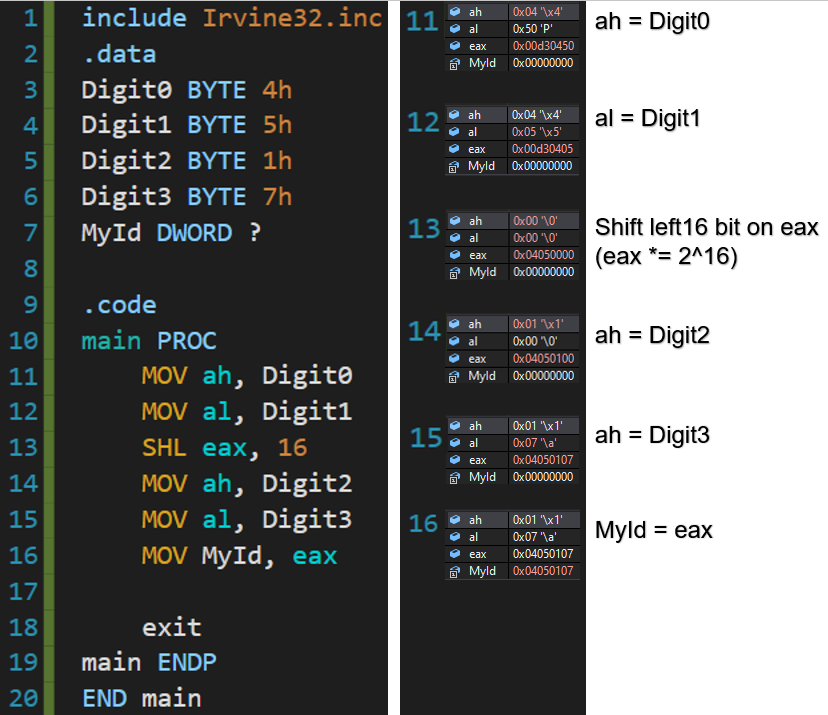 1 include Irvine32.inc
2 .data
3 Digit0 BYTE 4h
4 Digit1 BYTE 5h
5 Digit2 BYTE 1h
6 Digit3 BYTE 7h
7 MyId DWORD ?
8
9 .code
10 main PROC
11 MOV ah, Digit0
12 MOV al, Digit1
13 SHL eax, 16
14 MOV ah, Digit2
15 MOV al, Digit3
16 MOV MyId, eax
17
18 exit
19 main ENDP
20 END main
11
ah 0x04 '\x4'
al 0x50 'P'
eax 0x00d30450
MyId 0x00000000
ah = Digit0
12
ah 0x04 '\x4'
al 0x05 '\x5'
eax 0x00d30405
MyId 0x00000000
al = Digit1
13
ah 0x00 '\0'
al 0x00 '\0'
eax 0x04050000
MyId 0x00000000
Shift left16 bit on eax
(eax *= 2^16)
14
ah 0x01 '\x1'
al 0x00 '\0'
eax 0x04050100
MyId 0x00000000
ah = Digit2
15
ah 0x01 '\x1'
al 0x07 '\a'
eax 0x04050107
MyId 0x00000000
ah = Digit3
16
ah 0x01 '\x1'
al 0x07 '\a'
eax 0x04050107
MyId 0x04050107
MyId = eax